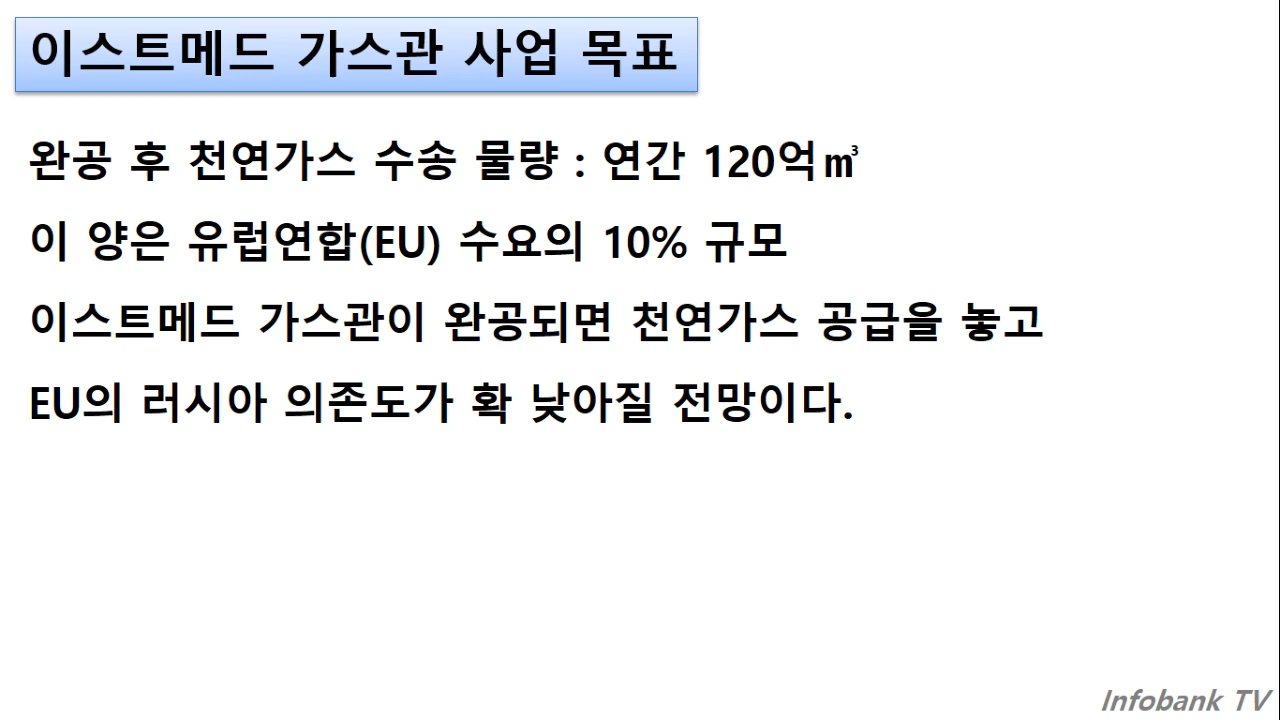 이스트메드 가스관 사업 목표
완공 후 천연가스 수송 물량 : 연간 120억㎥
이 양은 유럽연합(EU) 수요의 10% 규모
이스트메드 가스관이 완공되면 천연가스 공급을 놓고
EU의 러시아 의존도가 확 낮아질 전망이다.
Infobank TV